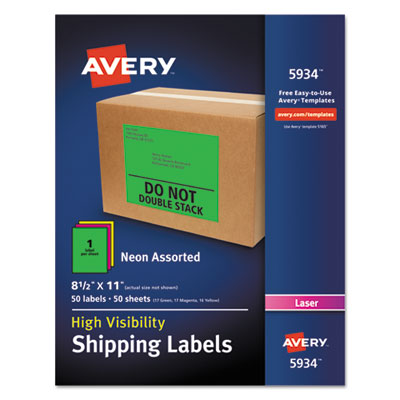 AVERY
5934™
Free Easy-to-Use
Avery® Templates
avery.com/templates
Use Avery® template 5165®
DO NOT
DOUBLE STACK
1
label
per sheet
Neon Assorted
8½" X 11" (actual size not shown)
50 labels • 50 sheets (17 Green, 17 Magenta, 16 Yellow)
Laser
High Visibility
Shipping Labels
AVERY
5934™